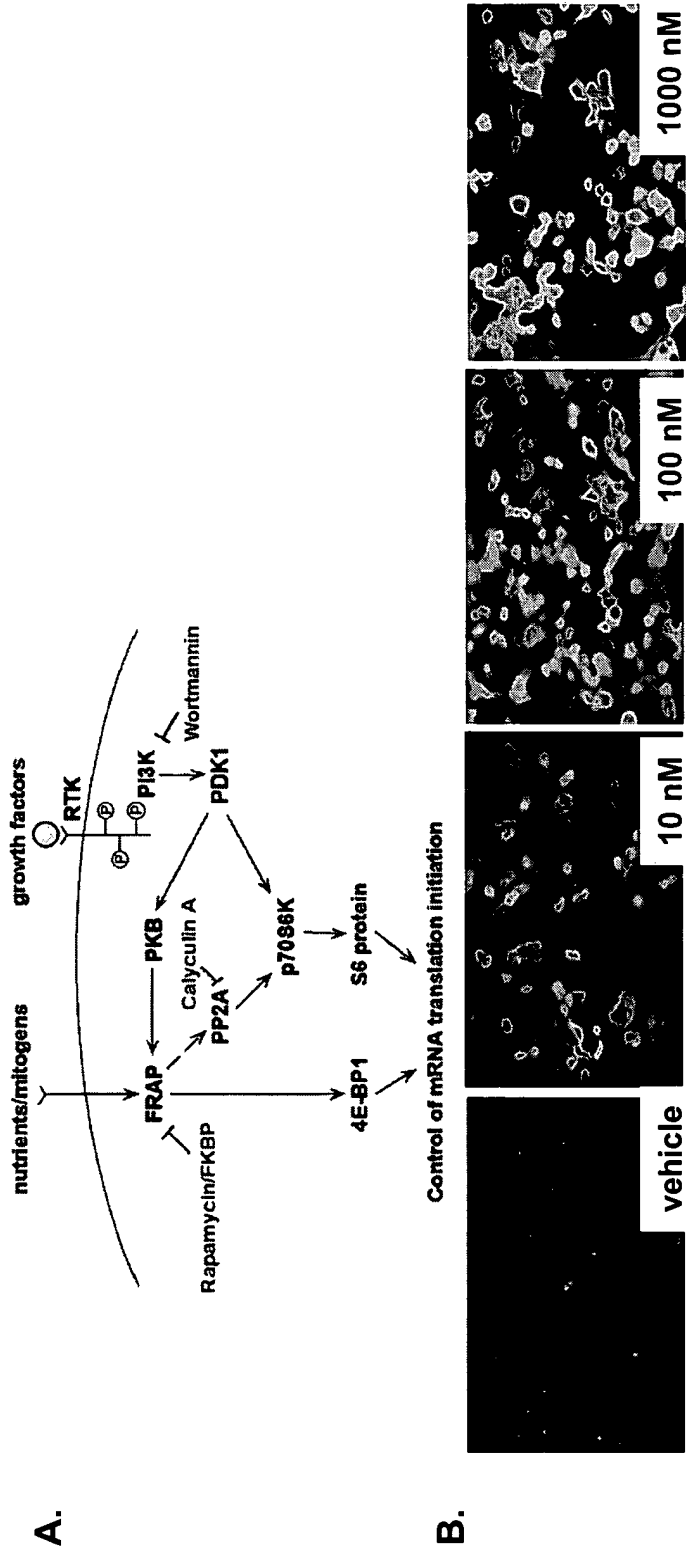 A.
nutrients/mitogens
growth factors
RTK
P
P
P
PI3K
Wortmannin
PDK1
PKB
Calyculin A
PP2A
FRAP
Rapamycin/FKBP
p70S6K
S6 protein
4E-BP1
Control of mRNA translation initiation
B.
vehicle
10 nM
100 nM
1000 nM